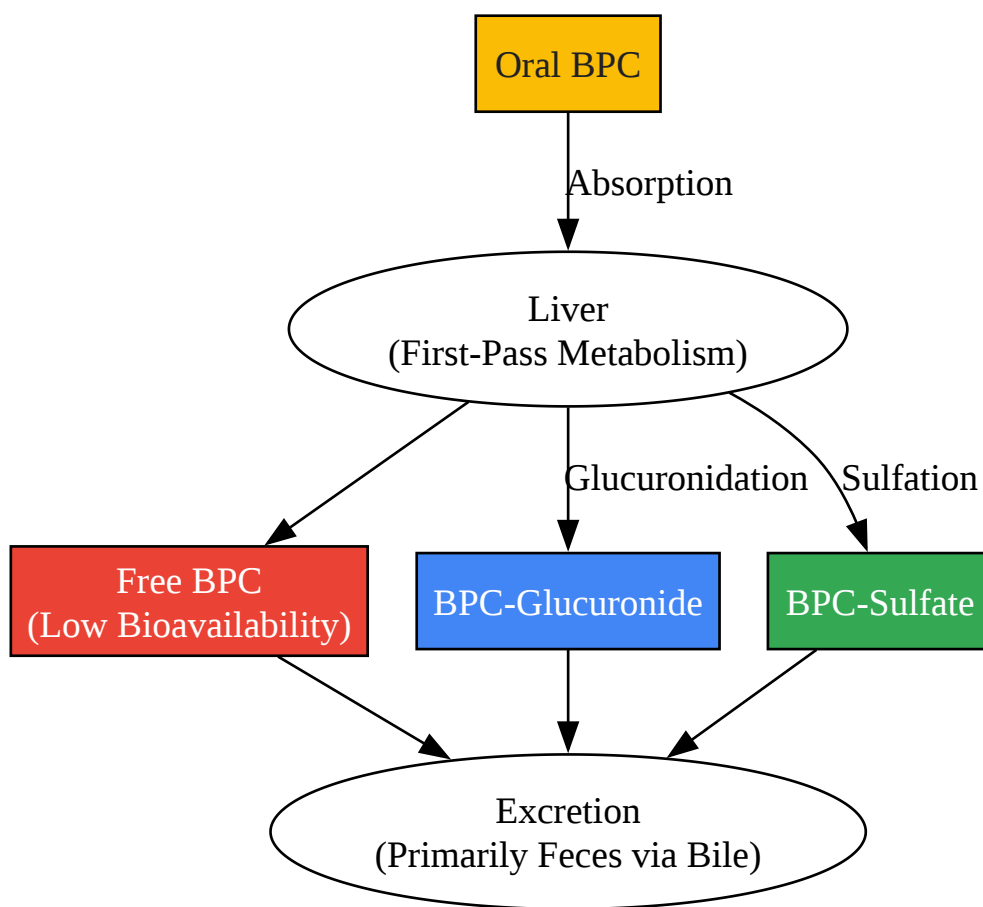 Oral BPC
Absorption
Liver
(First-Pass Metabolism)
Glucuronidation
Sulfation
Free BPC
(Low Bioavailability)
BPC-Glucuronide
BPC-Sulfate
Excretion
(Primarily Feces via Bile)